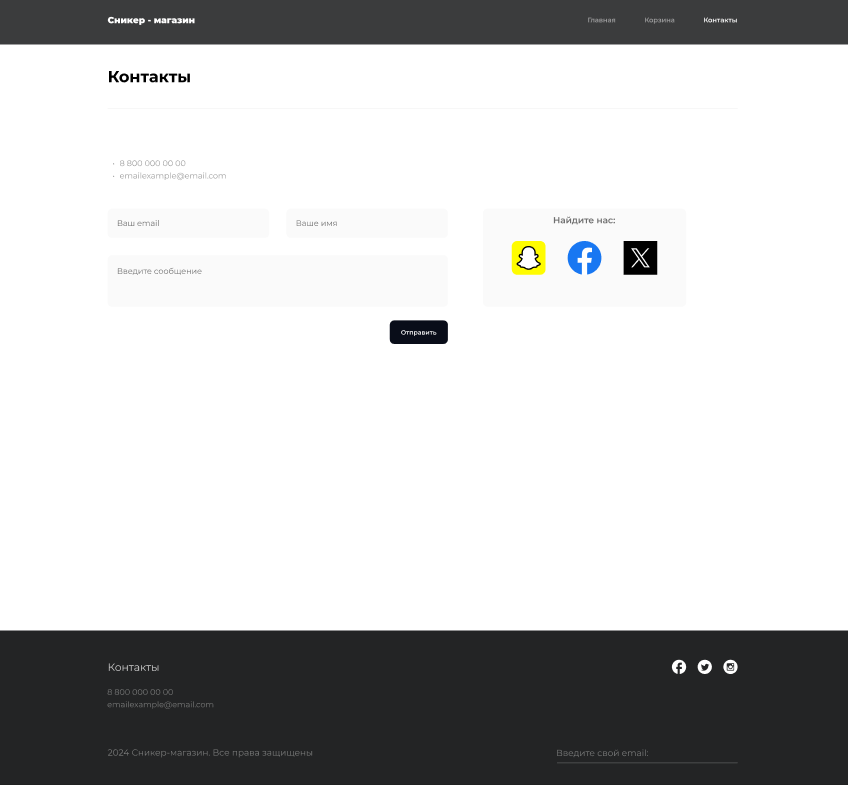 Сникер - магазин
Главная Корзина Контакты
Контакты
• 8 800 000 00 00
• emailexample@email.com
Ваш email
Ваше имя
Введите сообщение
Отправить
Найдите нас:
Контакты
8 800 000 00 00
emailexample@email.com
2024 Сникер-магазин. Все права защищены
Введите свой email: